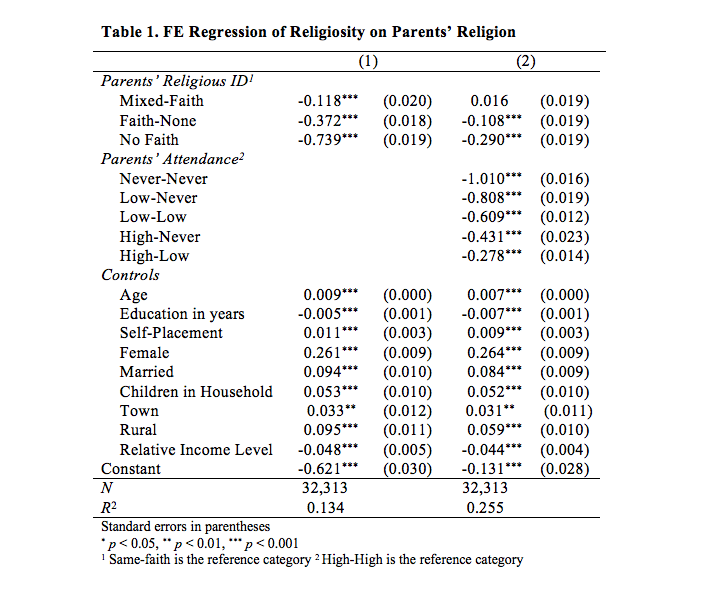 Table 1. FE Regression of Religiosity on Parents’ Religion
(1) (2)
Parents’ Religious ID¹
Mixed-Faith -0.118*** (0.020) 0.016 (0.019)
Faith-None -0.372*** (0.018) -0.108*** (0.019)
No Faith -0.739*** (0.019) -0.290*** (0.019)
Parents’ Attendance²
Never-Never -1.010*** (0.016)
Low-Never -0.808*** (0.019)
Low-Low -0.609*** (0.012)
High-Never -0.431*** (0.023)
High-Low -0.278*** (0.014)
Controls
Age 0.009*** (0.000) 0.007*** (0.000)
Education in years -0.005*** (0.001) -0.007*** (0.001)
Self-Placement 0.011*** (0.003) 0.009*** (0.003)
Female 0.261*** (0.009) 0.264*** (0.009)
Married 0.094*** (0.010) 0.084*** (0.009)
Children in Household 0.053*** (0.010) 0.052*** (0.010)
Town 0.033** (0.012) 0.031** (0.011)
Rural 0.095*** (0.011) 0.059*** (0.010)
Relative Income Level -0.048*** (0.005) -0.044*** (0.004)
Constant -0.621*** (0.030) -0.131*** (0.028)
N 32,313 32,313
R² 0.134 0.255
Standard errors in parentheses
* p < 0.05, ** p < 0.01, *** p < 0.001
¹ Same-faith is the reference category ² High-High is the reference category